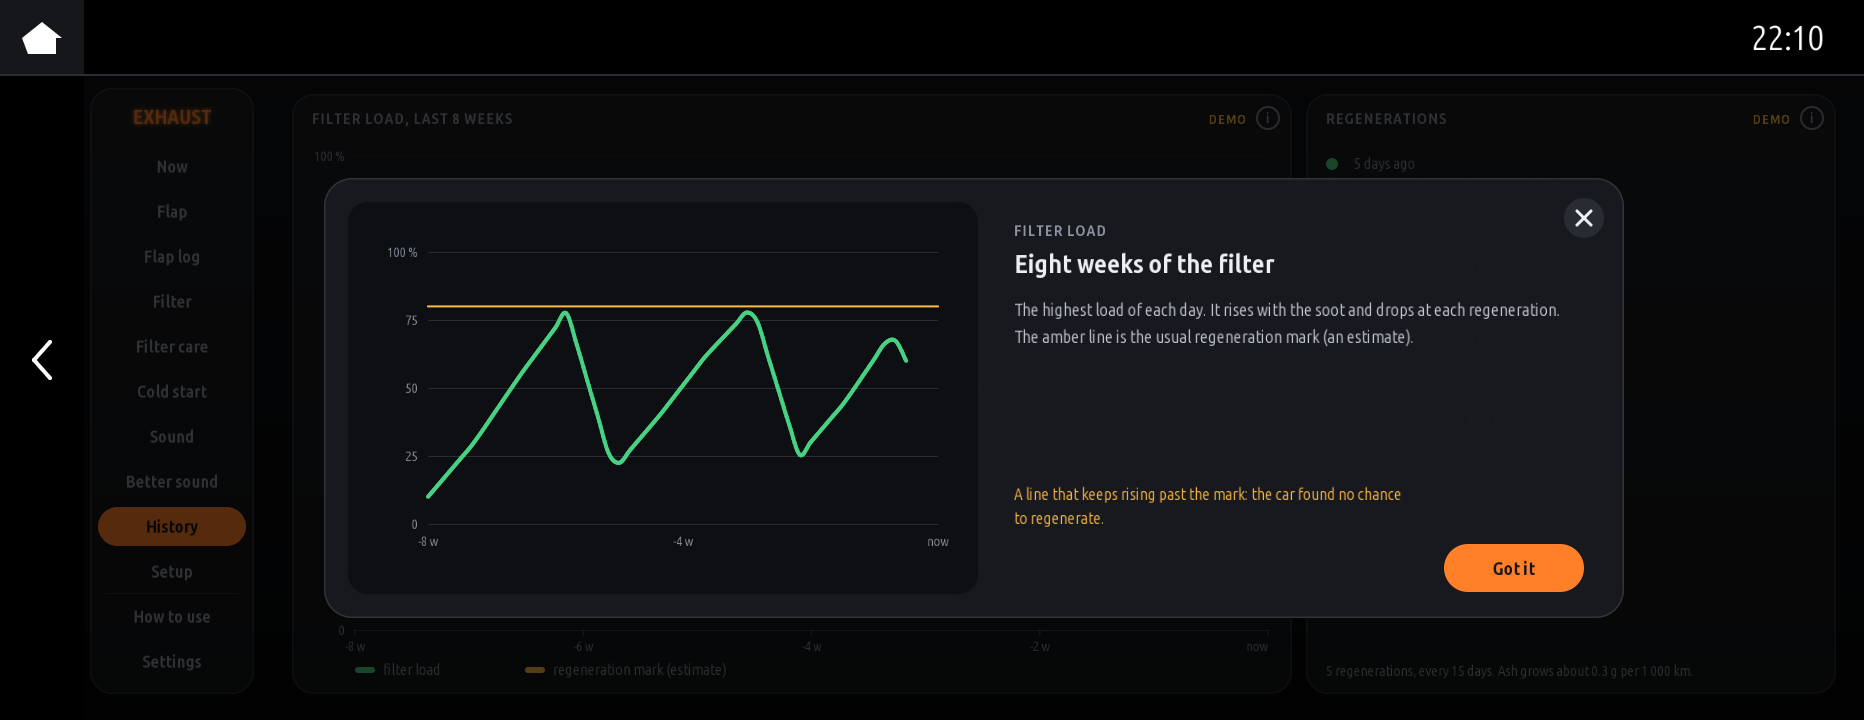 22:10
EXHAUST
Now
Flap
Flap log
Filter
Filter care
Cold start
Sound
Better sound
History
Setup
How to use
Settings
FILTER LOAD, LAST 8 WEEKS
DEMO i
100 %
0
-8 w -6 w -4 w -2 w now
filter load
regeneration mark (estimate)
REGENERATIONS
DEMO i
5 days ago
5 regenerations, every 15 days. Ash grows about 0.3 g per 1 000 km.
100 %
75
50
25
0
-8 w -4 w now
FILTER LOAD
Eight weeks of the filter
The highest load of each day. It rises with the soot and drops at each regeneration.
The amber line is the usual regeneration mark (an estimate).
A line that keeps rising past the mark: the car found no chance
to regenerate.
Got it